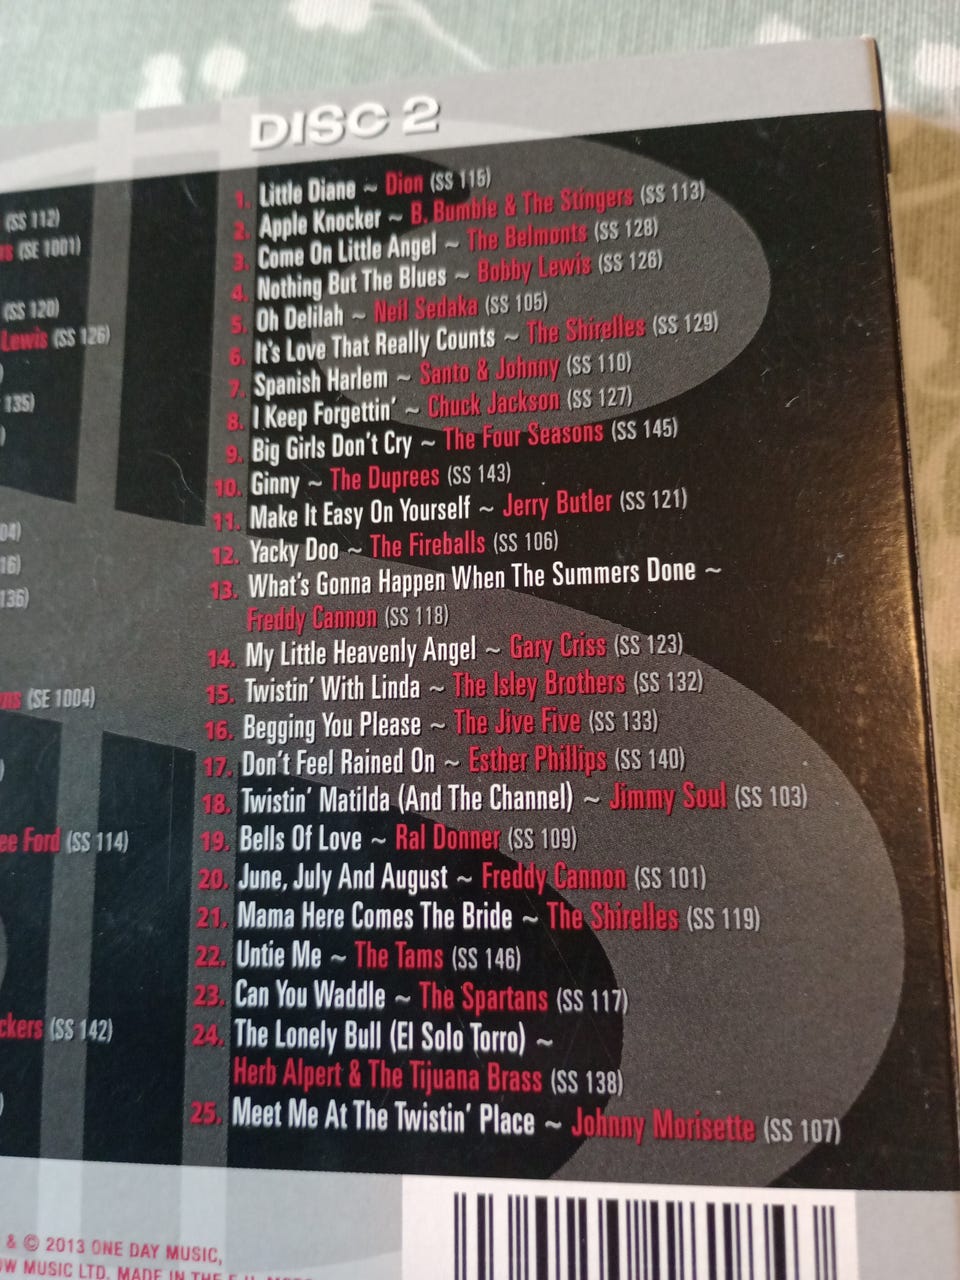 DISC 2
1. Little Diane ~ Dion (SS 115)
2. Apple Knocker ~ B. Bumble & The Stingers (SS 113)
3. Come On Little Angel ~ The Belmonts (SS 128)
4. Nothing But The Blues ~ Bobby Lewis (SS 126)
5. Oh Delilah ~ Neil Sedaka (SS 105)
6. It's Love That Really Counts ~ The Shirelles (SS 129)
7. Spanish Harlem ~ Santo & Johnny (SS 110)
8. I Keep Forgettin' ~ Chuck Jackson (SS 127)
9. Big Girls Don't Cry ~ The Four Seasons (SS 145)
10. Ginny ~ The Duprees (SS 143)
11. Make It Easy On Yourself ~ Jerry Butler (SS 121)
12. Yacky Doo ~ The Fireballs (SS 106)
13. What's Gonna Happen When The Summers Done ~
Freddy Cannon (SS 118)
14. My Little Heavenly Angel ~ Gary Criss (SS 123)
15. Twistin' With Linda ~ The Isley Brothers (SS 132)
16. Begging You Please ~ The Jive Five (SS 133)
17. Don't Feel Rained On ~ Esther Phillips (SS 140)
18. Twistin' Matilda (And The Channel) ~ Jimmy Soul (SS 103)
19. Bells Of Love ~ Ral Donner (SS 109)
20. June, July And August ~ Freddy Cannon (SS 101)
21. Mama Here Comes The Bride ~ The Shirelles (SS 119)
22. Untie Me ~ The Tams (SS 146)
23. Can You Waddle ~ The Spartans (SS 117)
24. The Lonely Bull (El Solo Torro) ~
Herb Alpert & The Tijuana Brass (SS 138)
25. Meet Me At The Twistin' Place ~ Johnny Morisette (SS 107)
(SS 112)
(SE 1001)
(SS 120)
Lewis (SS 126)
135)
04)
16)
136)
(SE 1004)
Ford (SS 114)
(SS 142)
& © 2013 ONE DAY MUSIC,
MUSIC LTD. MADE IN THE E.U.